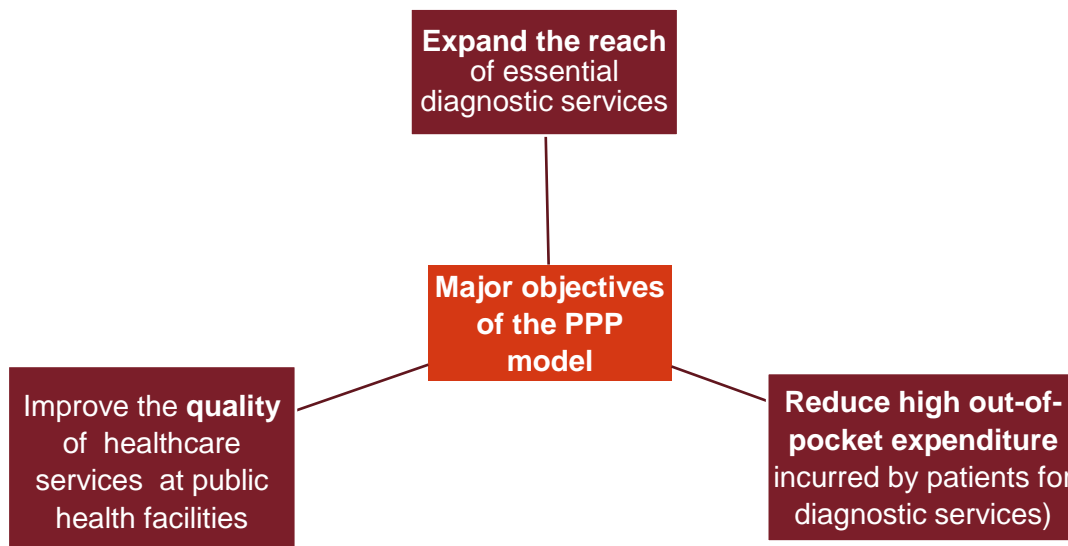 Expand the reach
of essential
diagnostic services
Major objectives
of the PPP
model
Improve the quality
of healthcare
services at public
health facilities
Reduce high out-of-
pocket expenditure
incurred by patients for
diagnostic services)